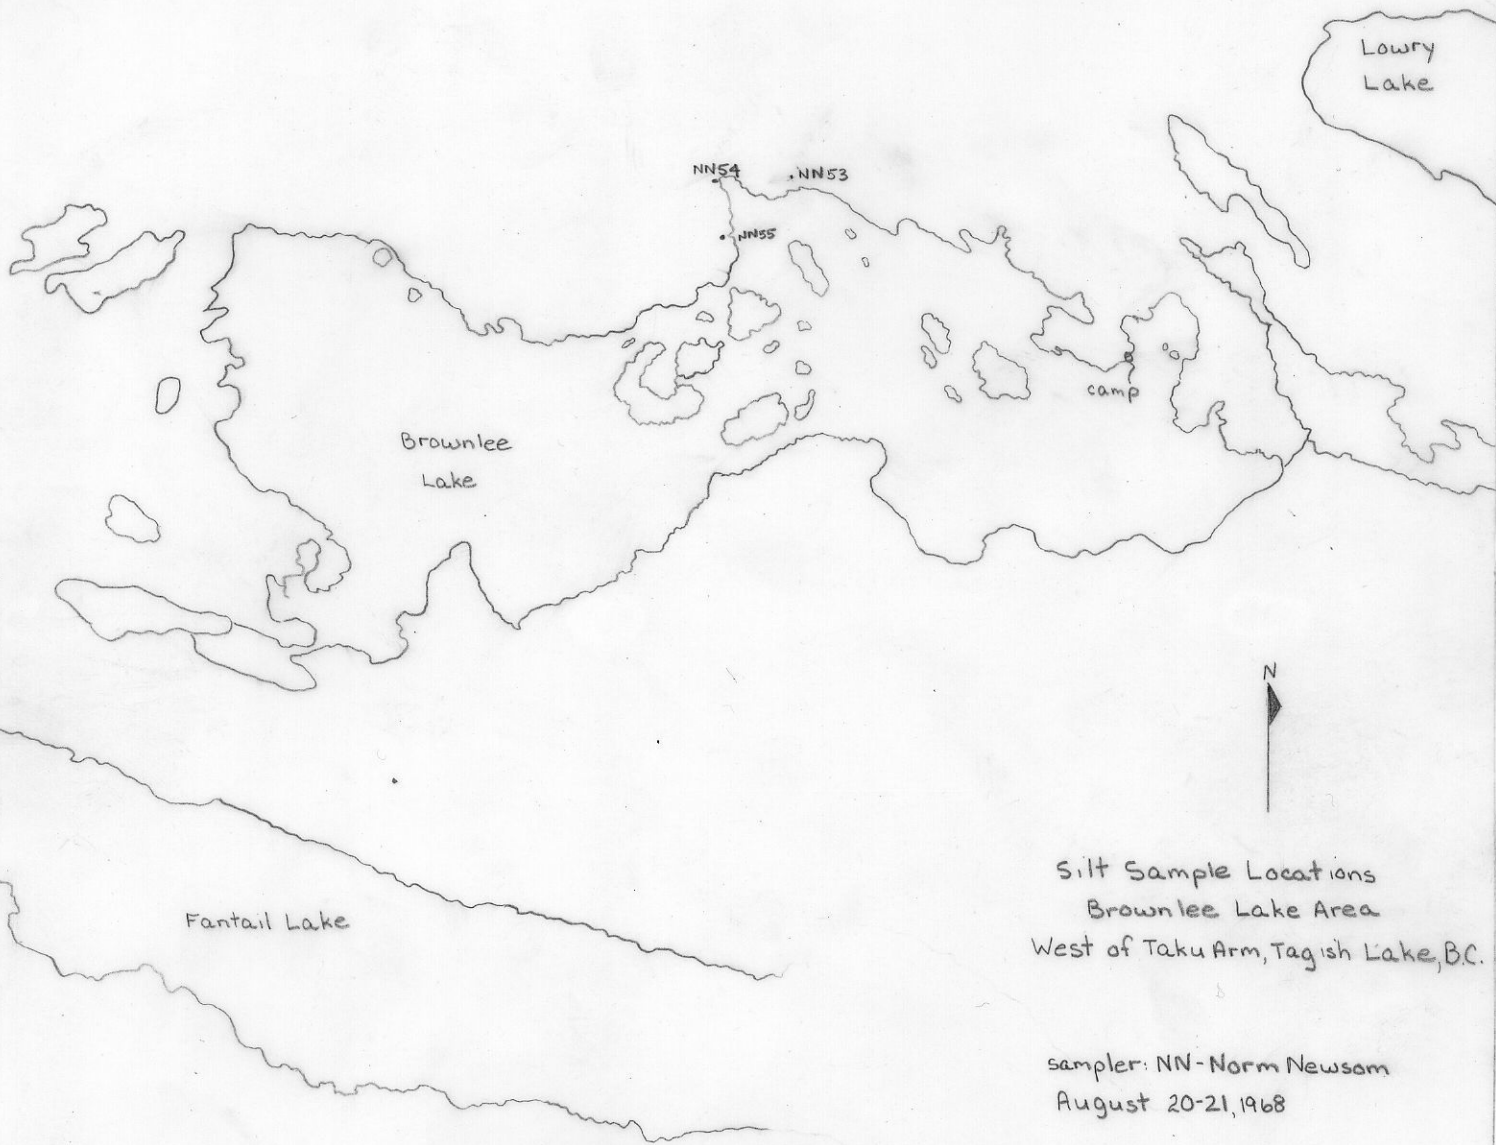 Lowry
Lake
NN54
NN53
NN55
camp
Brownlee
Lake
N
Silt Sample Locations
Brownlee Lake Area
West of Taku Arm, Tagish Lake, B.C.
Fantail Lake
sampler: NN-Norm Newsom
August 20-21, 1968